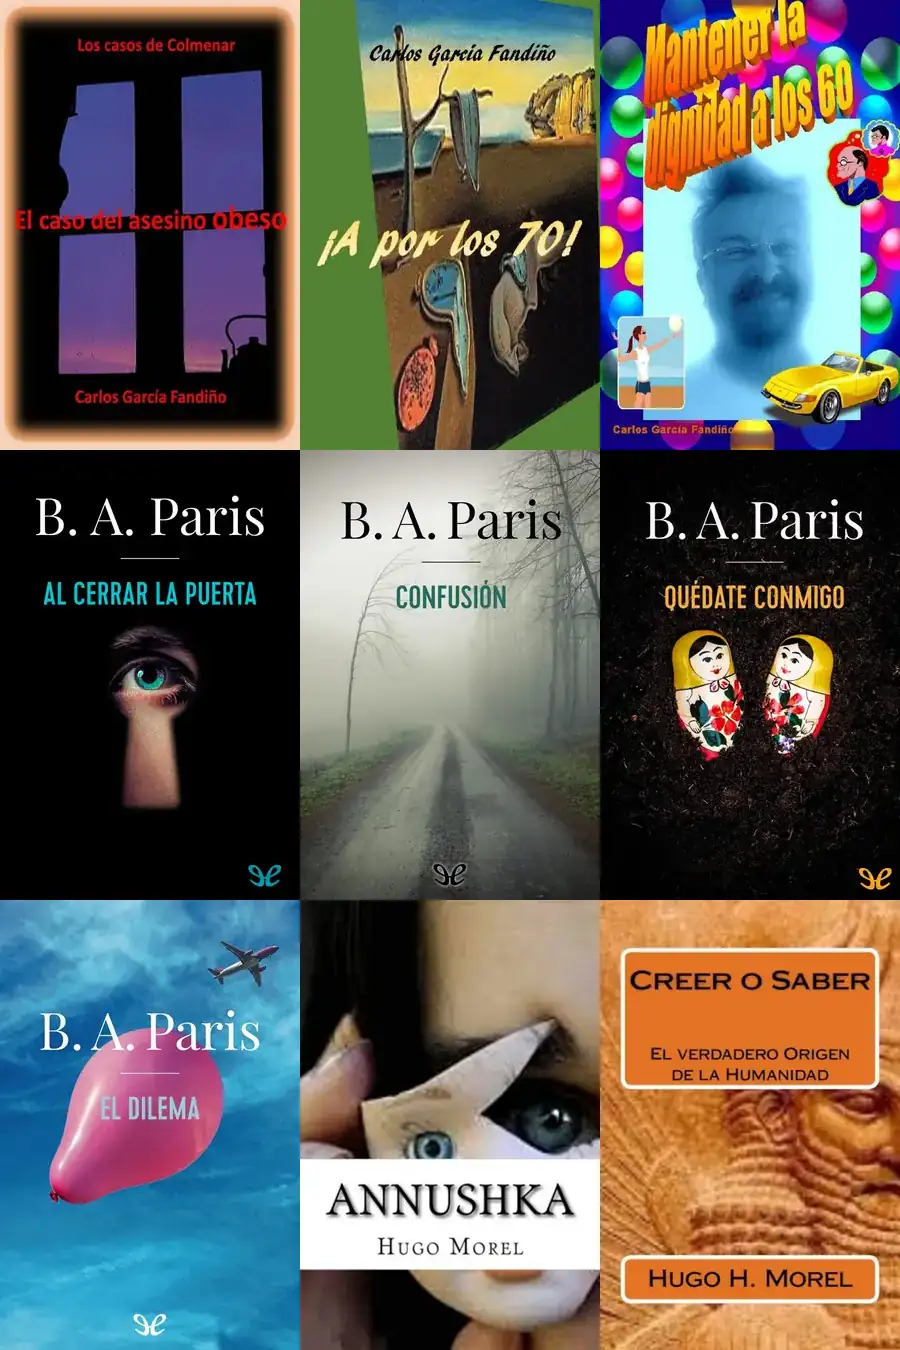 Los casos de Colmenar
El caso del asesino obeso
Carlos García Fandiño
Carlos García Fandiño
¡A por los 70!
Mantener la
dignidad a los 60
Carlos García Fandiño
B. A. Paris
AL CERRAR LA PUERTA
B. A. Paris
CONFUSIÓN
B. A. Paris
QUÉDATE CONMIGO
B. A. Paris
EL DILEMA
ANNUSHKA
HUGO MOREL
CREER O SABER
EL VERDADERO ORIGEN
DE LA HUMANIDAD
HUGO H. MOREL